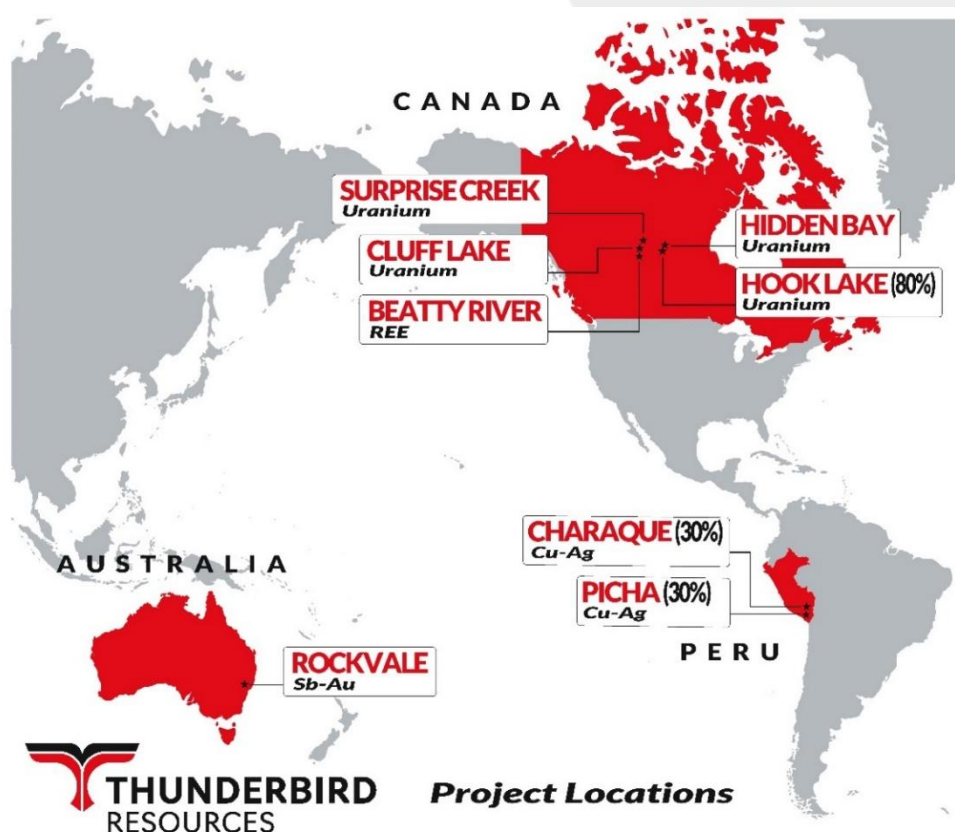 CANADA
SURPRISE CREEK
Uranium
CLUFF LAKE
Uranium
BEATTY RIVER
REE
HIDDEN BAY
Uranium
HOOK LAKE (80%)
Uranium
CHARAQUE (30%)
Cu-Ag
PICHA (30%)
Cu-Ag
PERU
AUSTRALIA
ROCKVALE
Sb-Au
THUNDERBIRD
RESOURCES
Project Locations